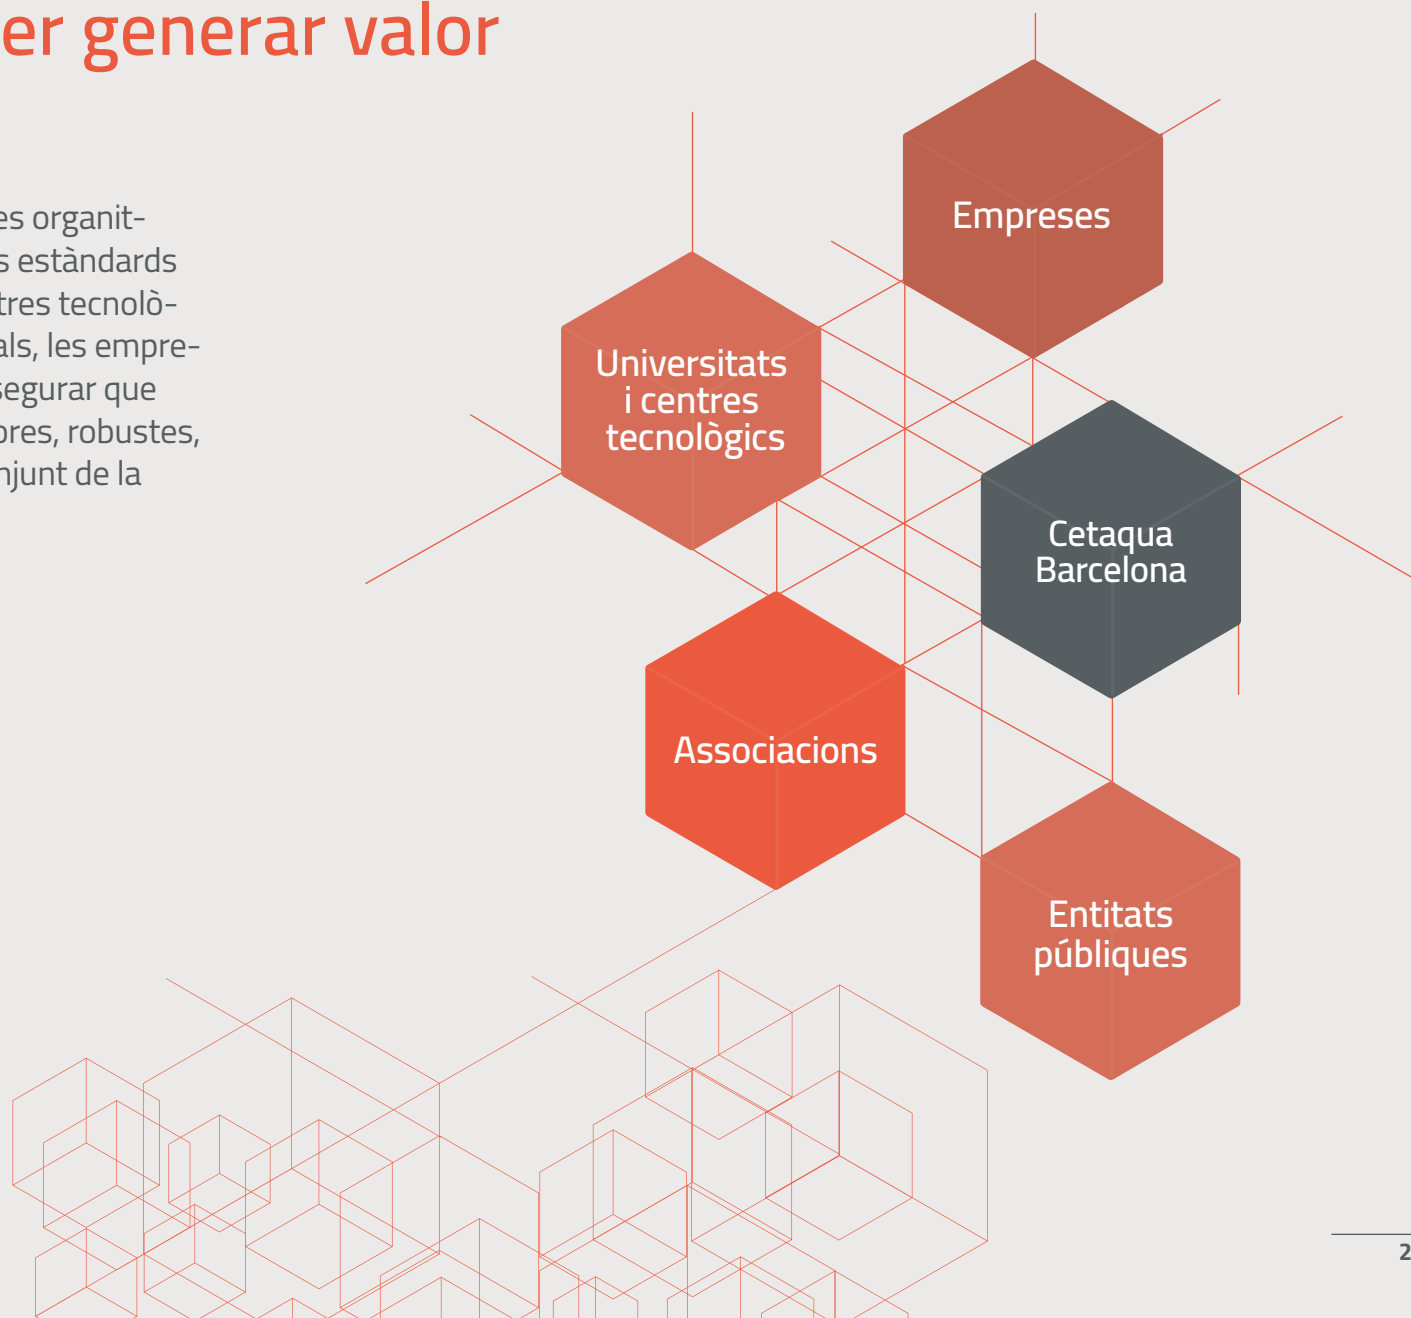 er generar valor
es organit-
s estàndards
tres tecnolò-
als, les empre-
segurar que
ores, robustes,
njunt de la
Empreses
Universitats
i centres
tecnològics
Cetaqua
Barcelona
Associacions
Entitats
públiques
2